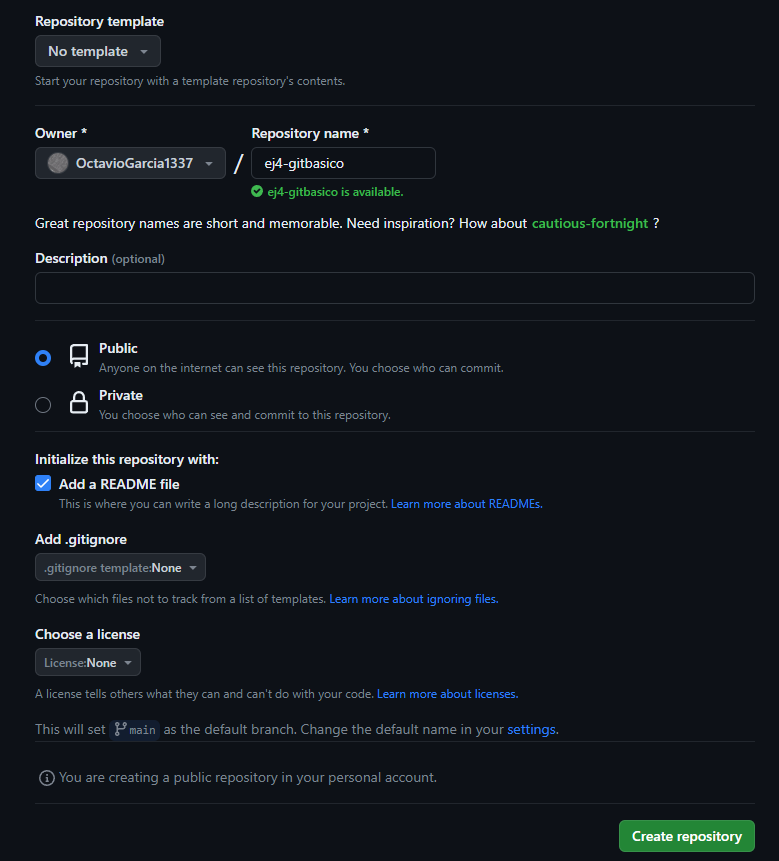 Repository template
No template
Start your repository with a template repository's contents.
Owner * Repository name *
OctavioGarcia1337 / ej4-gitbasico
ej4-gitbasico is available.
Great repository names are short and memorable. Need inspiration? How about cautious-fortnight ?
Description (optional)
Public
Anyone on the internet can see this repository. You choose who can commit.
Private
You choose who can see and commit to this repository.
Initialize this repository with:
Add a README file
This is where you can write a long description for your project. Learn more about READMEs.
Add .gitignore
.gitignore template:None
Choose which files not to track from a list of templates. Learn more about ignoring files.
Choose a license
License:None
A license tells others what they can and can't do with your code. Learn more about licenses.
This will set main as the default branch. Change the default name in your settings.
You are creating a public repository in your personal account.
Create repository